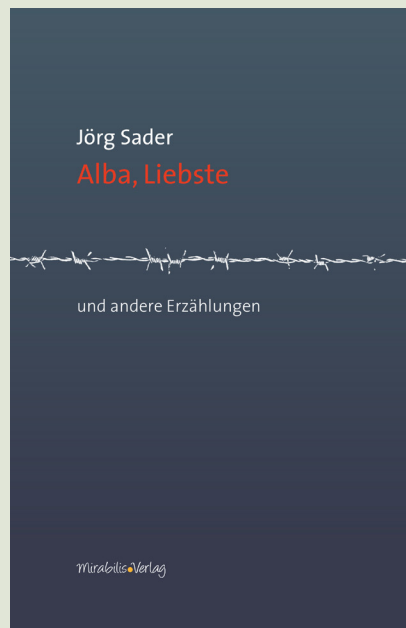 Jörg Sader
Alba, Liebste
und andere Erzählungen
Mirabilis Verlag